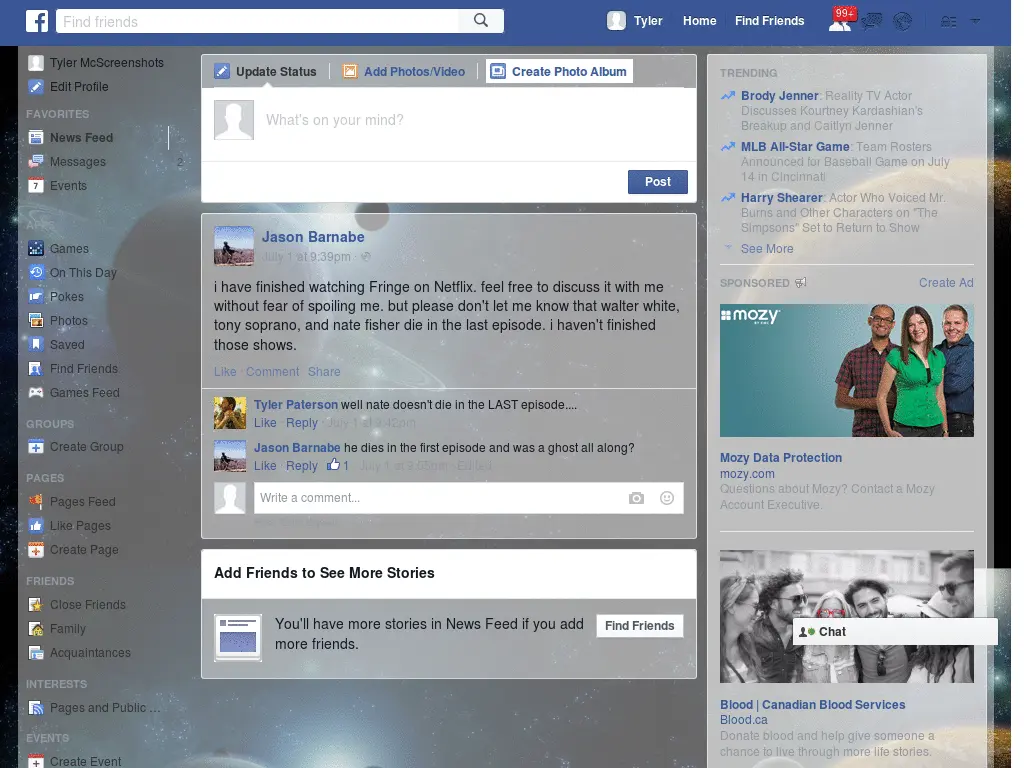 Find friends
Tyler
Home
Find Friends
99+
Tyler McScreenshots
Edit Profile
FAVORITES
News Feed
Messages
2
Events
7
Games
On This Day
Pokes
Photos
Saved
Find Friends
Games Feed
GROUPS
Create Group
PAGES
Pages Feed
Like Pages
Create Page
FRIENDS
Close Friends
Family
Acquaintances
INTERESTS
Pages and Public ...
EVENTS
Create Event
Update Status
Add Photos/Video
Create Photo Album
What's on your mind?
Post
Jason Barnabe
July 1 at 9:39pm ·
i have finished watching Fringe on Netflix. feel free to discuss it with me
without fear of spoiling me. but please don't let me know that walter white,
tony soprano, and nate fisher die in the last episode. i haven't finished
those shows.
Like · Comment · Share
Tyler Paterson well nate doesn't die in the LAST episode....
Like · Reply · July 1 at 9:42pm
Jason Barnabe he dies in the first episode and was a ghost all along?
Like · Reply · 1 · July 1 at · Edited
Write a comment...
Add Friends to See More Stories
You'll have more stories in News Feed if you add
more friends.
Find Friends
TRENDING
Brody Jenner: Reality TV Actor
Discusses Kourtney Kardashian's
Breakup and Caitlyn Jenner
MLB All-Star Game: Team Rosters
Announced for Baseball Game on July
14 in Cincinnati
Harry Shearer: Actor Who Voiced Mr.
Burns and Other Characters on "The
Simpsons" Set to Return to Show
See More
SPONSORED
Create Ad
mozy
Mozy Data Protection
mozy.com
Questions about Mozy? Contact a Mozy
Account Executive.
Chat
Blood | Canadian Blood Services
Blood.ca
Donate blood and help give someone a
chance to live through more life stories.